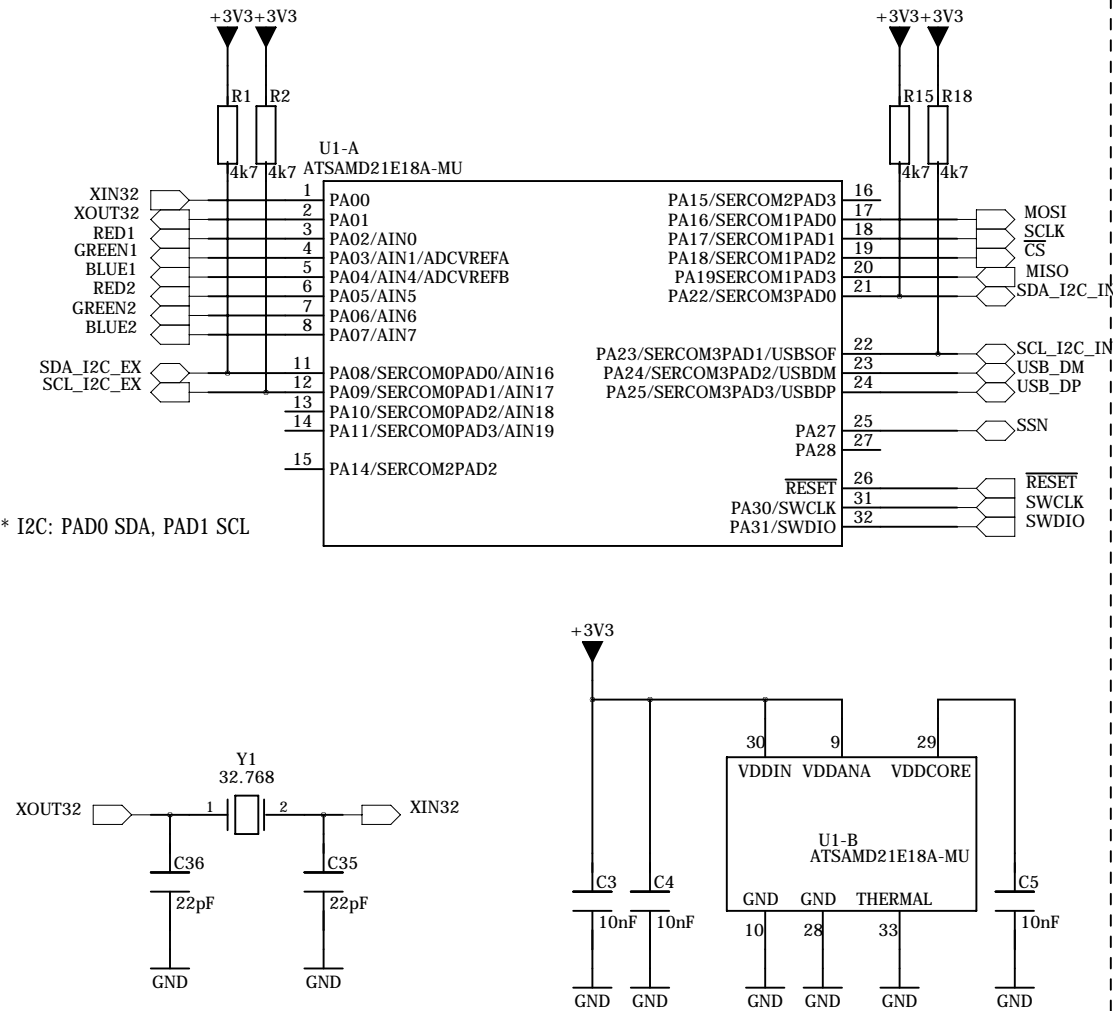 +3V3+3V3
+3V3+3V3
R1 R2
R15 R18
4k7 4k7
4k7 4k7
U1-A
ATSAMD21E18A-MU
XIN32 1 PA00
XOUT32 2 PA01
RED1 3 PA02/AIN0
GREEN1 4 PA03/AIN1/ADCVREFA
BLUE1 5 PA04/AIN4/ADCVREFB
RED2 6 PA05/AIN5
GREEN2 7 PA06/AIN6
BLUE2 8 PA07/AIN7
SDA_I2C_EX 11 PA08/SERCOM0PAD0/AIN16
SCL_I2C_EX 12 PA09/SERCOM0PAD1/AIN17
13 PA10/SERCOM0PAD2/AIN18
14 PA11/SERCOM0PAD3/AIN19
15 PA14/SERCOM2PAD2
PA15/SERCOM2PAD3 16
PA16/SERCOM1PAD0 17 MOSI
PA17/SERCOM1PAD1 18 SCLK
PA18/SERCOM1PAD2 19 CS
PA19SERCOM1PAD3 20 MISO
PA22/SERCOM3PAD0 21 SDA_I2C_IN
PA23/SERCOM3PAD1/USBSOF 22 SCL_I2C_IN
PA24/SERCOM3PAD2/USBDM 23 USB_DM
PA25/SERCOM3PAD3/USBDP 24 USB_DP
PA27 25 SSN
PA28 27
RESET 26 RESET
PA30/SWCLK 31 SWCLK
PA31/SWDIO 32 SWDIO
* I2C: PAD0 SDA, PAD1 SCL
Y1
32.768
XOUT32 1 2 XIN32
C36 C35
22pF 22pF
GND GND
+3V3
30 9 29
VDDIN VDDANA VDDCORE
U1-B
ATSAMD21E18A-MU
C3 C4 C5
10nF 10nF 10nF
GND GND THERMAL
10 28 33
GND GND GND GND GND GND